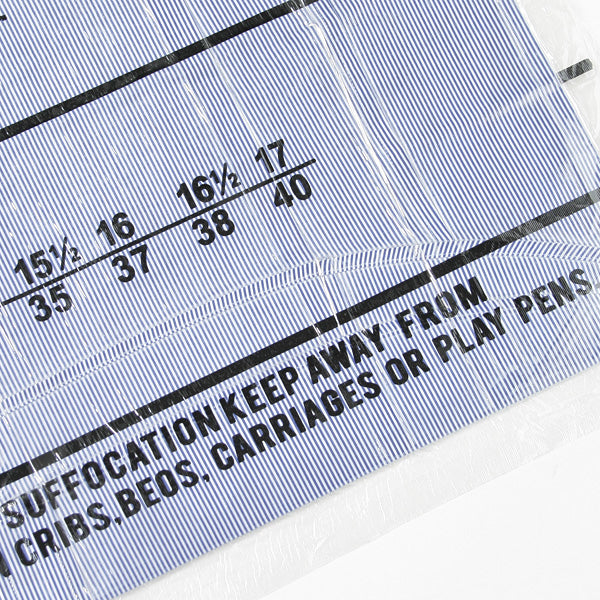 15½ 16 16½ 17
35 37 38 40
SUFFOCATION KEEP AWAY FROM
CRIBS, BEDS, CARRIAGES OR PLAY PENS.